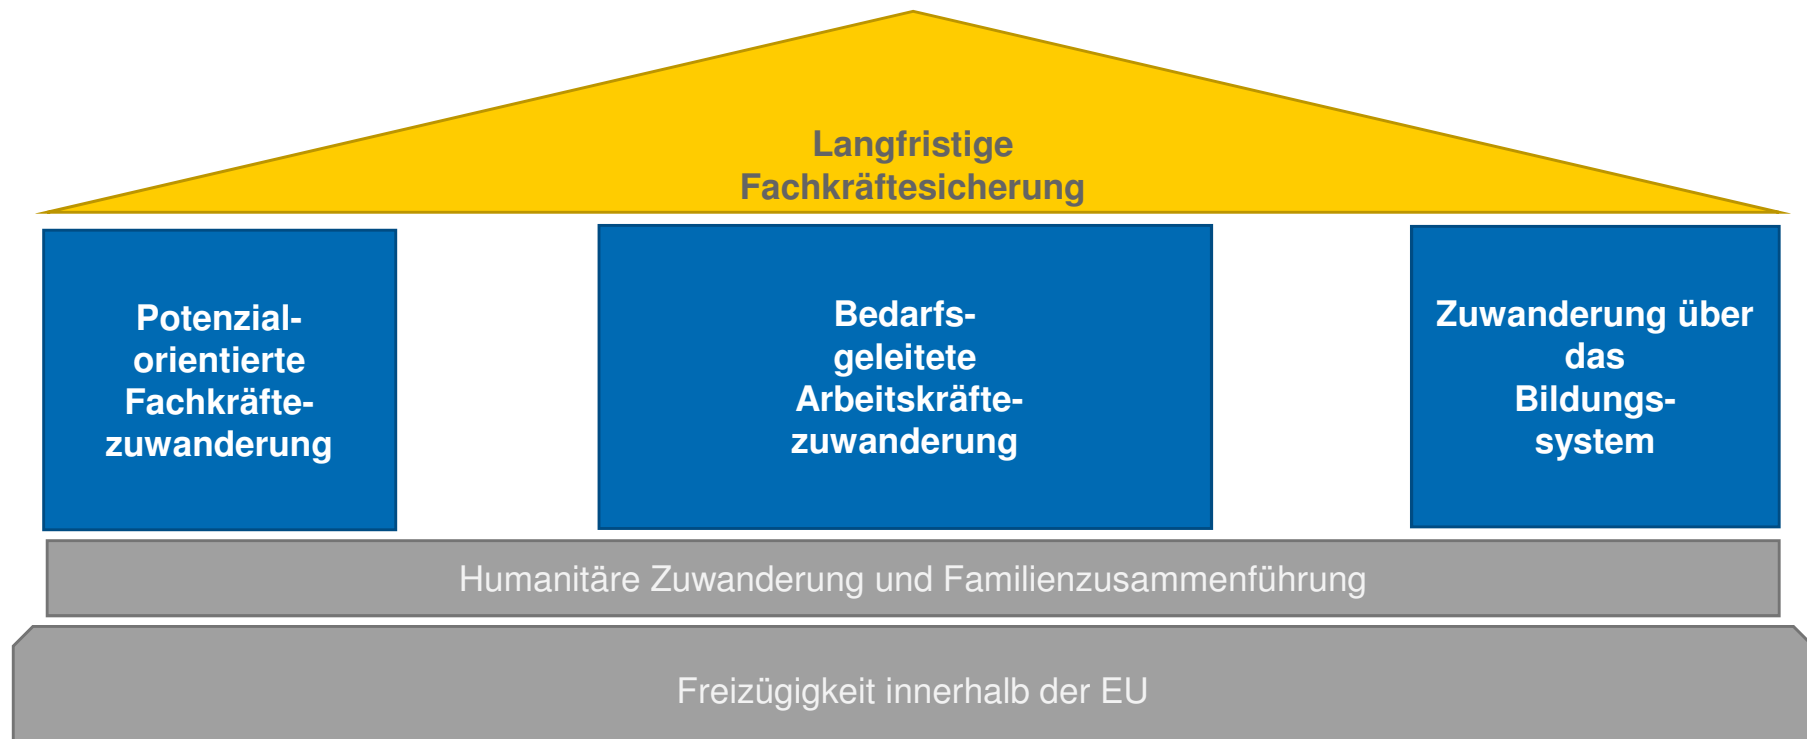 Langfristige
Fachkräftesicherung
Potenzial-
orientierte
Fachkräfte-
zuwanderung
Bedarfs-
geleitete
Arbeitskräfte-
zuwanderung
Zuwanderung über
das
Bildungs-
system
Humanitäre Zuwanderung und Familienzusammenführung
Freizügigkeit innerhalb der EU